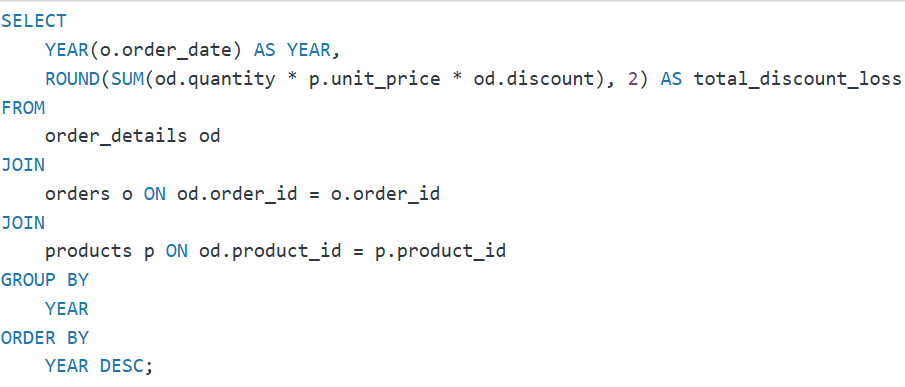 SELECT
    YEAR(o.order_date) AS YEAR,
    ROUND(SUM(od.quantity * p.unit_price * od.discount), 2) AS total_discount_loss
FROM
    order_details od
JOIN
    orders o ON od.order_id = o.order_id
JOIN
    products p ON od.product_id = p.product_id
GROUP BY
    YEAR
ORDER BY
    YEAR DESC;